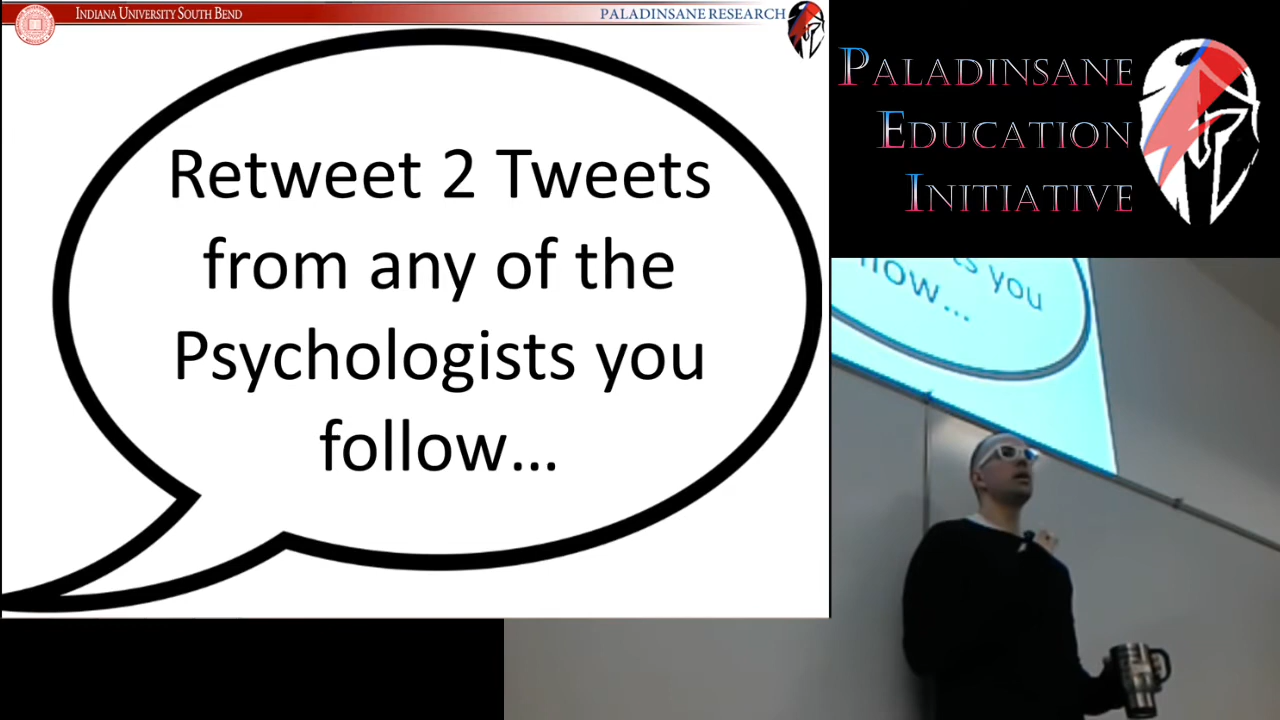 INDIANA UNIVERSITY SOUTH BEND
PALADINSANE RESEARCH
Retweet 2 Tweets
from any of the
Psychologists you
follow...
PALADINSANE
EDUCATION
INITIATIVE
you
...